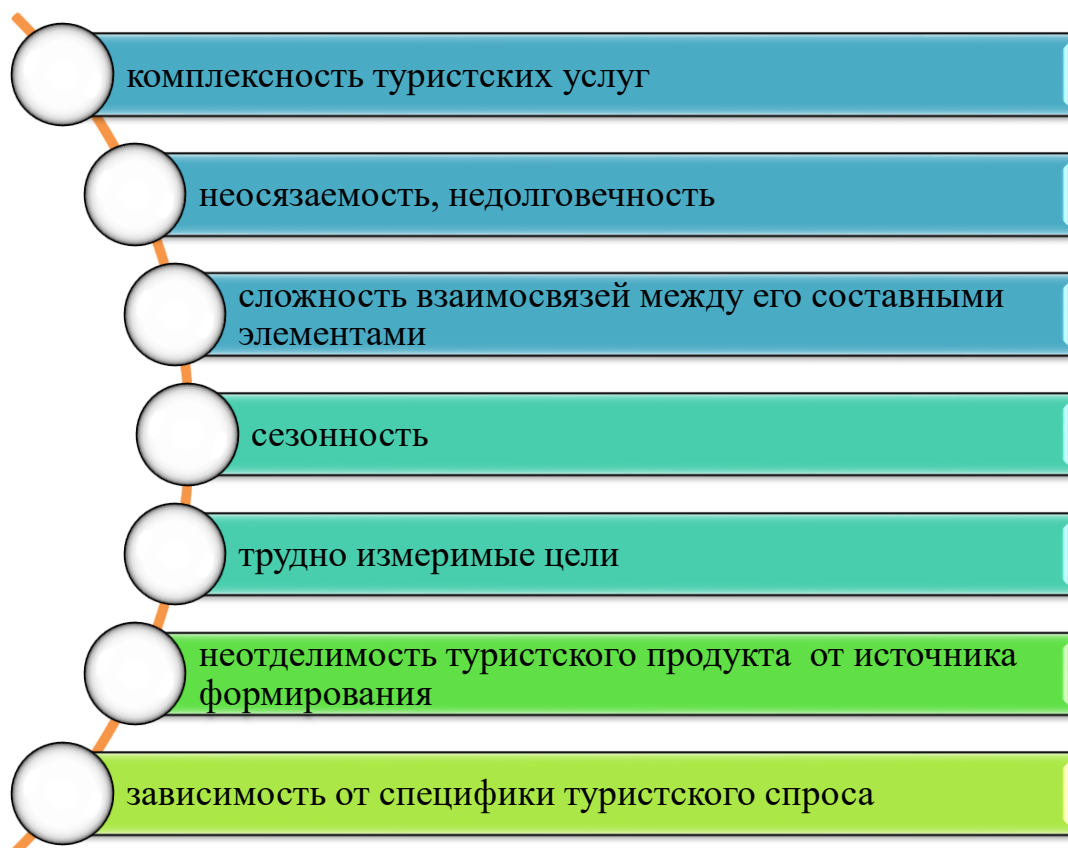 комплексность туристских услуг
неосязаемость, недолговечность
сложность взаимосвязей между его составными
элементами
сезонность
трудно измеримые цели
неотделимость туристского продукта  от источника
формирования
зависимость от специфики туристского спроса